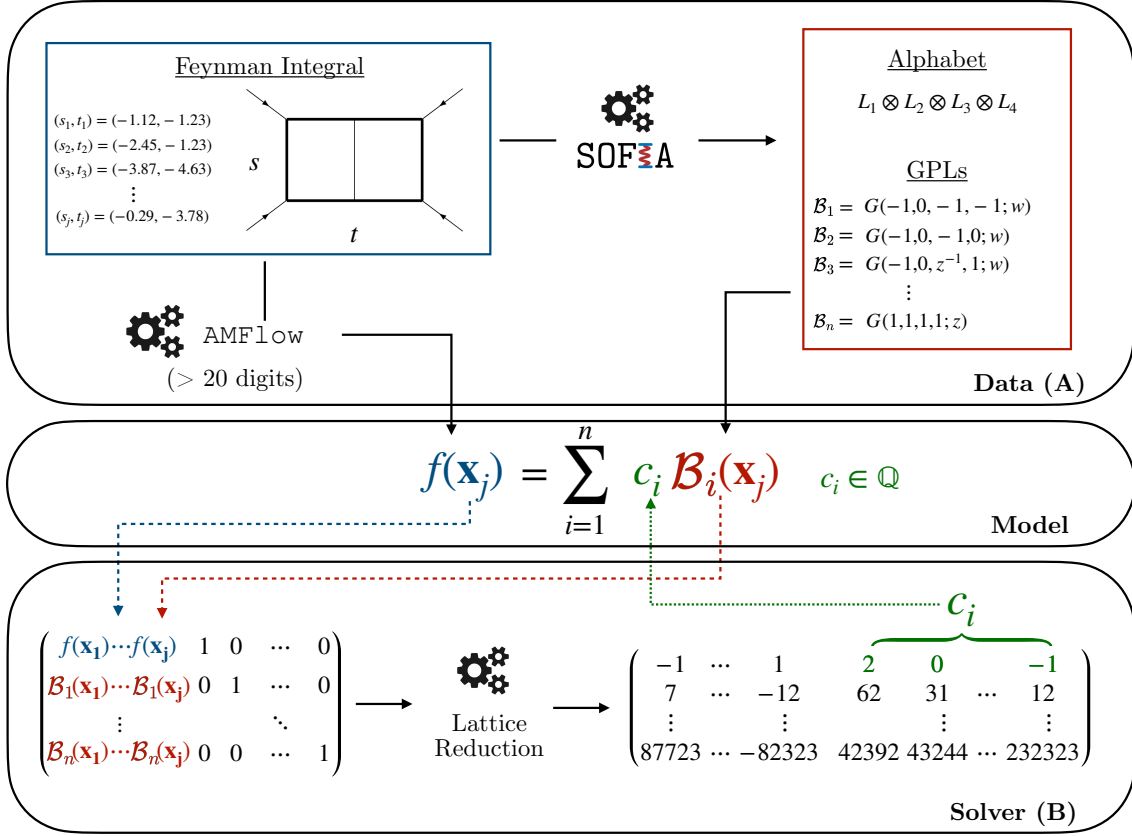 Feynman Integral
(s₁, t₁) = (−1.12, − 1.23)
(s₂, t₂) = (−2.45, − 1.23)
(s₃, t₃) = (−3.87, − 4.63)
⋮
(sⱼ, tⱼ) = (−0.29, − 3.78)
s
t
SOFIA
Alphabet
L₁ ⊗ L₂ ⊗ L₃ ⊗ L₄
GPLs
ℬ₁ = G(−1,0, − 1, − 1; w)
ℬ₂ = G(−1,0, − 1,0; w)
ℬ₃ = G(−1,0, z⁻¹, 1; w)
⋮
ℬₙ = G(1,1,1,1; z)
AMFlow
(> 20 digits)
Data (A)
f(𝐱ⱼ) = ∑ᵢ₌₁ⁿ cᵢ ℬᵢ(𝐱ⱼ) cᵢ ∈ ℚ
Model
cᵢ
f(𝐱₁)⋯f(𝐱ⱼ) 1 0 ⋯ 0
ℬ₁(𝐱₁)⋯ℬ₁(𝐱ⱼ) 0 1 ⋯ 0
⋮ ⋱
ℬₙ(𝐱₁)⋯ℬₙ(𝐱ⱼ) 0 0 ⋯ 1
Lattice
Reduction
−1 ⋯ 1 2 0 −1
7 ⋯ −12 62 31 ⋯ 12
⋮ ⋮ ⋮ ⋮
87723 ⋯ −82323 42392 43244 ⋯ 232323
Solver (B)